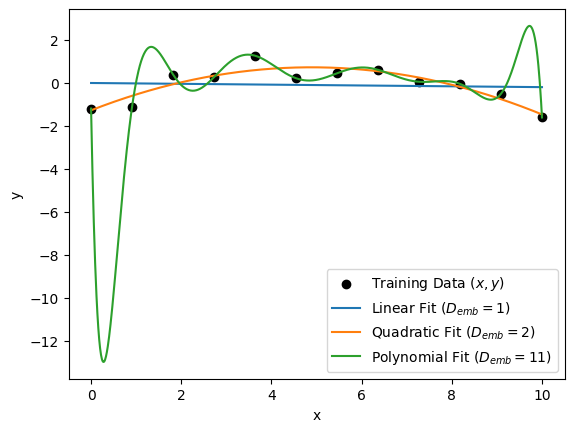 2
0
−2
−4
−6
−8
−10
−12
y
0 2 4 6 8 10
x
Training Data (x, y)
Linear Fit (D_emb = 1)
Quadratic Fit (D_emb = 2)
Polynomial Fit (D_emb = 11)